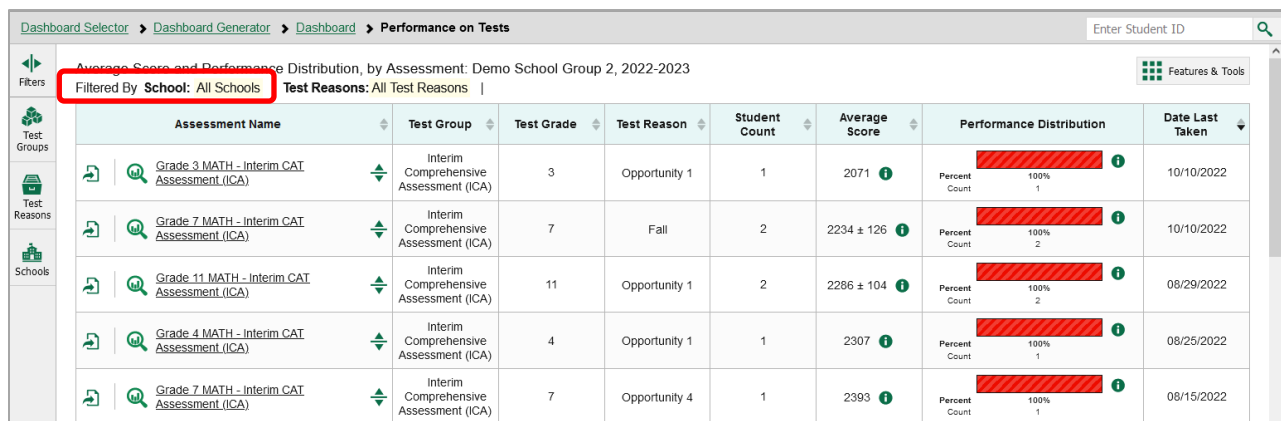 Dashboard Selector > Dashboard Generator > Dashboard > Performance on Tests
Enter Student ID
Filters
Test
Groups
Test
Reasons
Schools
Average Score and Performance Distribution, by Assessment: Demo School Group 2, 2022-2023
Filtered By School: All Schools Test Reasons: All Test Reasons |
Features & Tools
Assessment Name Test Group Test Grade Test Reason Student Count Average Score Performance Distribution Date Last Taken
Grade 3 MATH - Interim CAT
Assessment (ICA)
Interim
Comprehensive
Assessment (ICA)
3 Opportunity 1 1 2071
Percent 100%
Count 1
10/10/2022
Grade 7 MATH - Interim CAT
Assessment (ICA)
Interim
Comprehensive
Assessment (ICA)
7 Fall 2 2234 ± 126
Percent 100%
Count 2
10/10/2022
Grade 11 MATH - Interim CAT
Assessment (ICA)
Interim
Comprehensive
Assessment (ICA)
11 Opportunity 1 2 2286 ± 104
Percent 100%
Count 2
08/29/2022
Grade 4 MATH - Interim CAT
Assessment (ICA)
Interim
Comprehensive
Assessment (ICA)
4 Opportunity 1 1 2307
Percent 100%
Count 1
08/25/2022
Grade 7 MATH - Interim CAT
Assessment (ICA)
Interim
Comprehensive
Assessment (ICA)
7 Opportunity 4 1 2393
Percent 100%
Count 1
08/15/2022